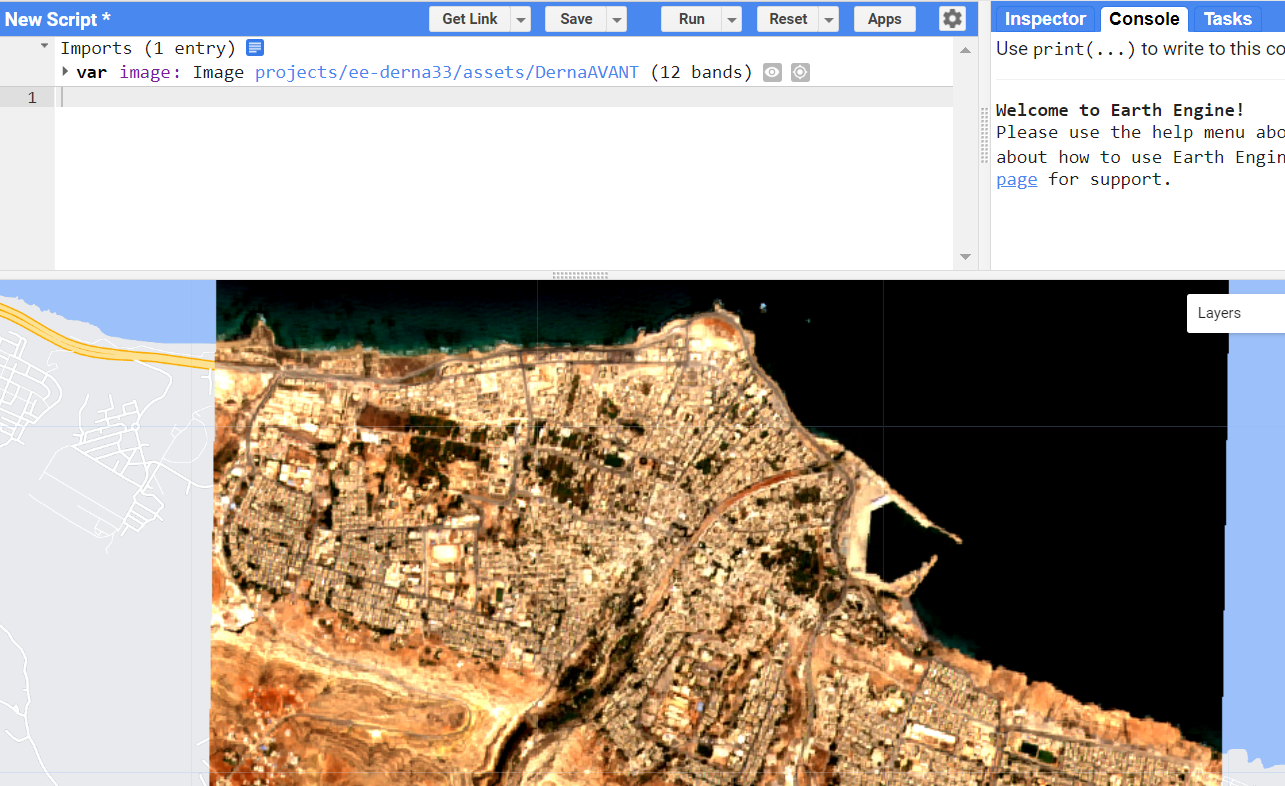 New Script *
Get Link
Save
Run
Reset
Apps
Inspector
Console
Tasks
Imports (1 entry)
var image: Image projects/ee-derna33/assets/DernaAVANT (12 bands)
1
Use print(...) to write to this co
Welcome to Earth Engine!
Please use the help menu abo
about how to use Earth Engin
page for support.
Layers